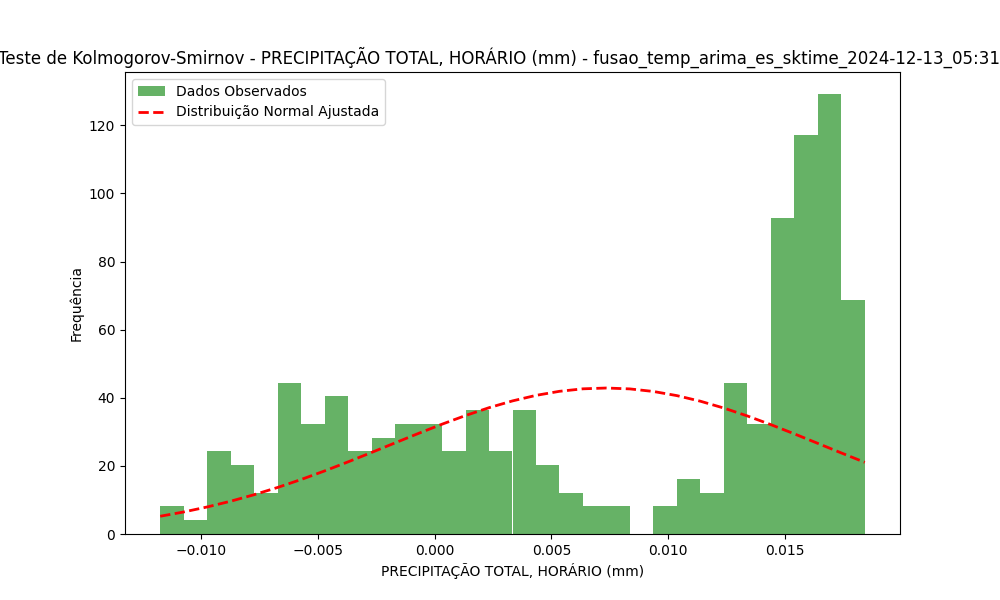 Teste de Kolmogorov-Smirnov - PRECIPITAÇÃO TOTAL, HORÁRIO (mm) - fusao_temp_arima_es_sktime_2024-12-13_05:31
Dados Observados
Distribuição Normal Ajustada
Frequência
120
100
80
60
40
20
0
−0.010
−0.005
0.000
0.005
0.010
0.015
PRECIPITAÇÃO TOTAL, HORÁRIO (mm)